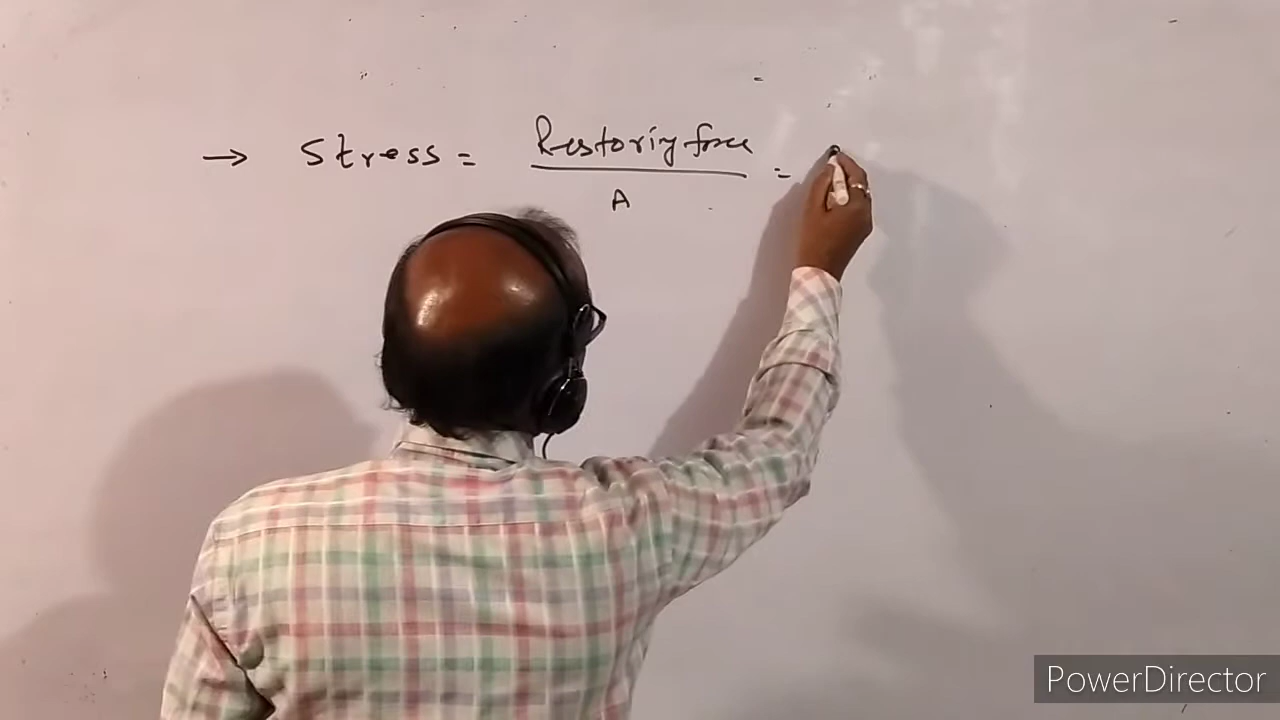 → Stress = Restoring force / A =
PowerDirector